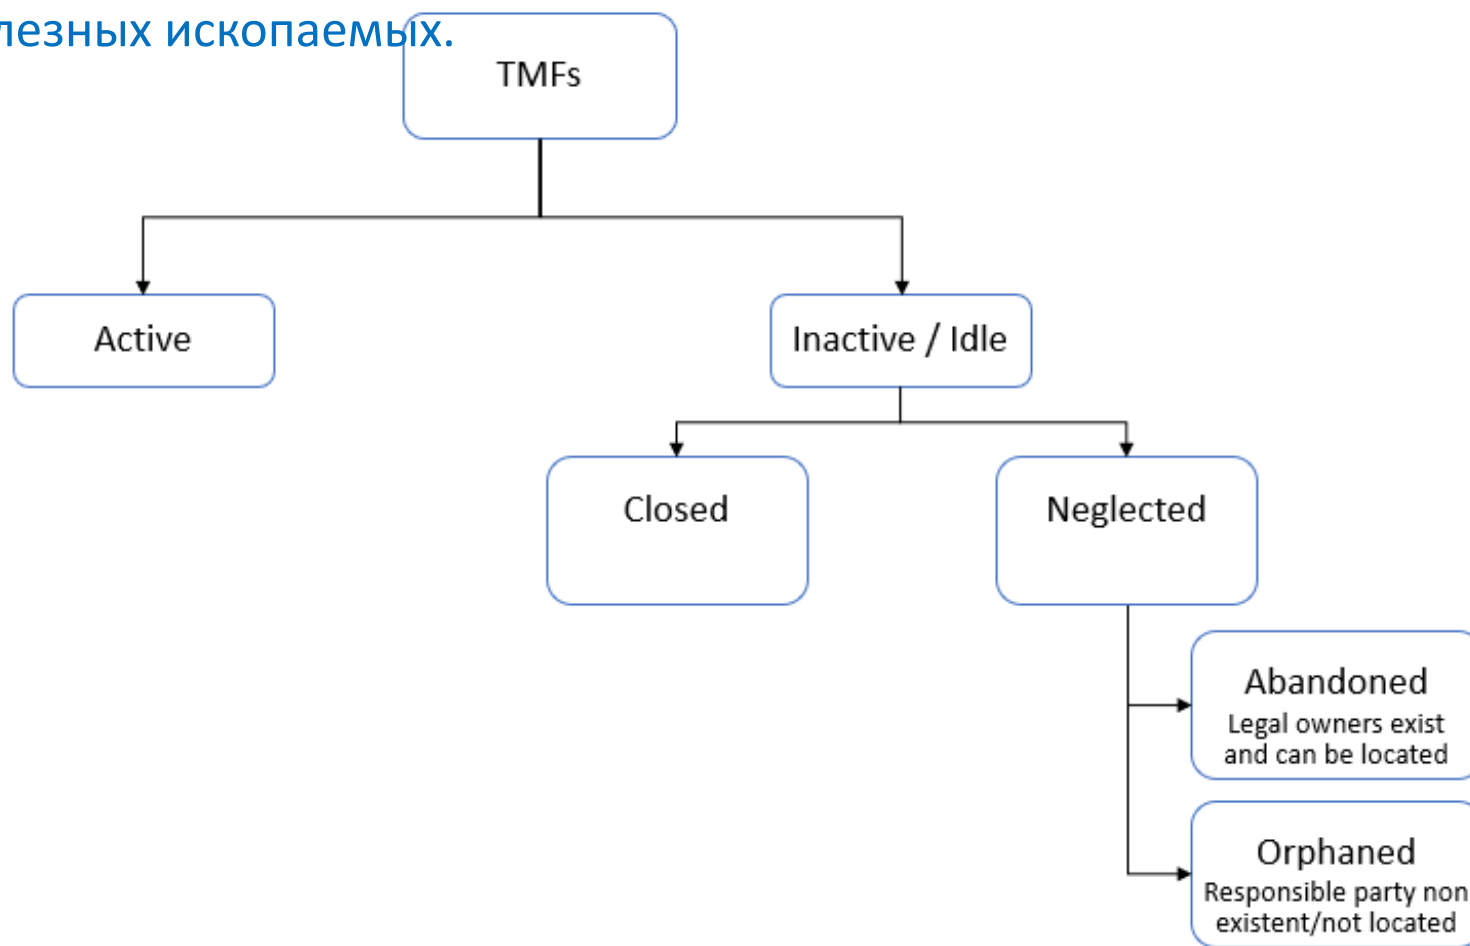 лезных ископаемых.
TMFs
Active
Inactive / Idle
Closed
Neglected
Abandoned
Legal owners exist
and can be located
Orphaned
Responsible party non
existent/not located